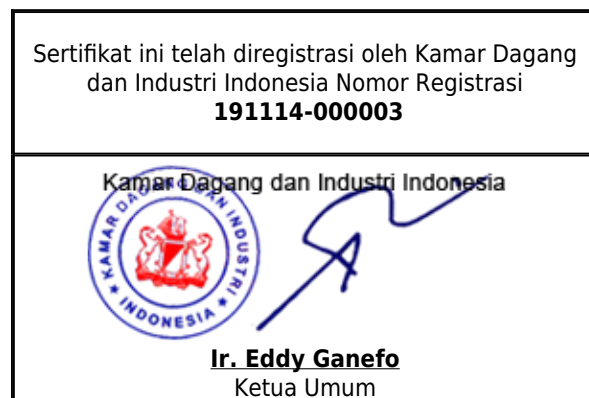 Sertifikat ini telah diregistrasi oleh Kamar Dagang
dan Industri Indonesia Nomor Registrasi
191114-000003
Kamar Dagang dan Industri Indonesia
KAMAR DAGANG DAN INDUSTRI
INDONESIA
Ir. Eddy Ganefo
Ketua Umum